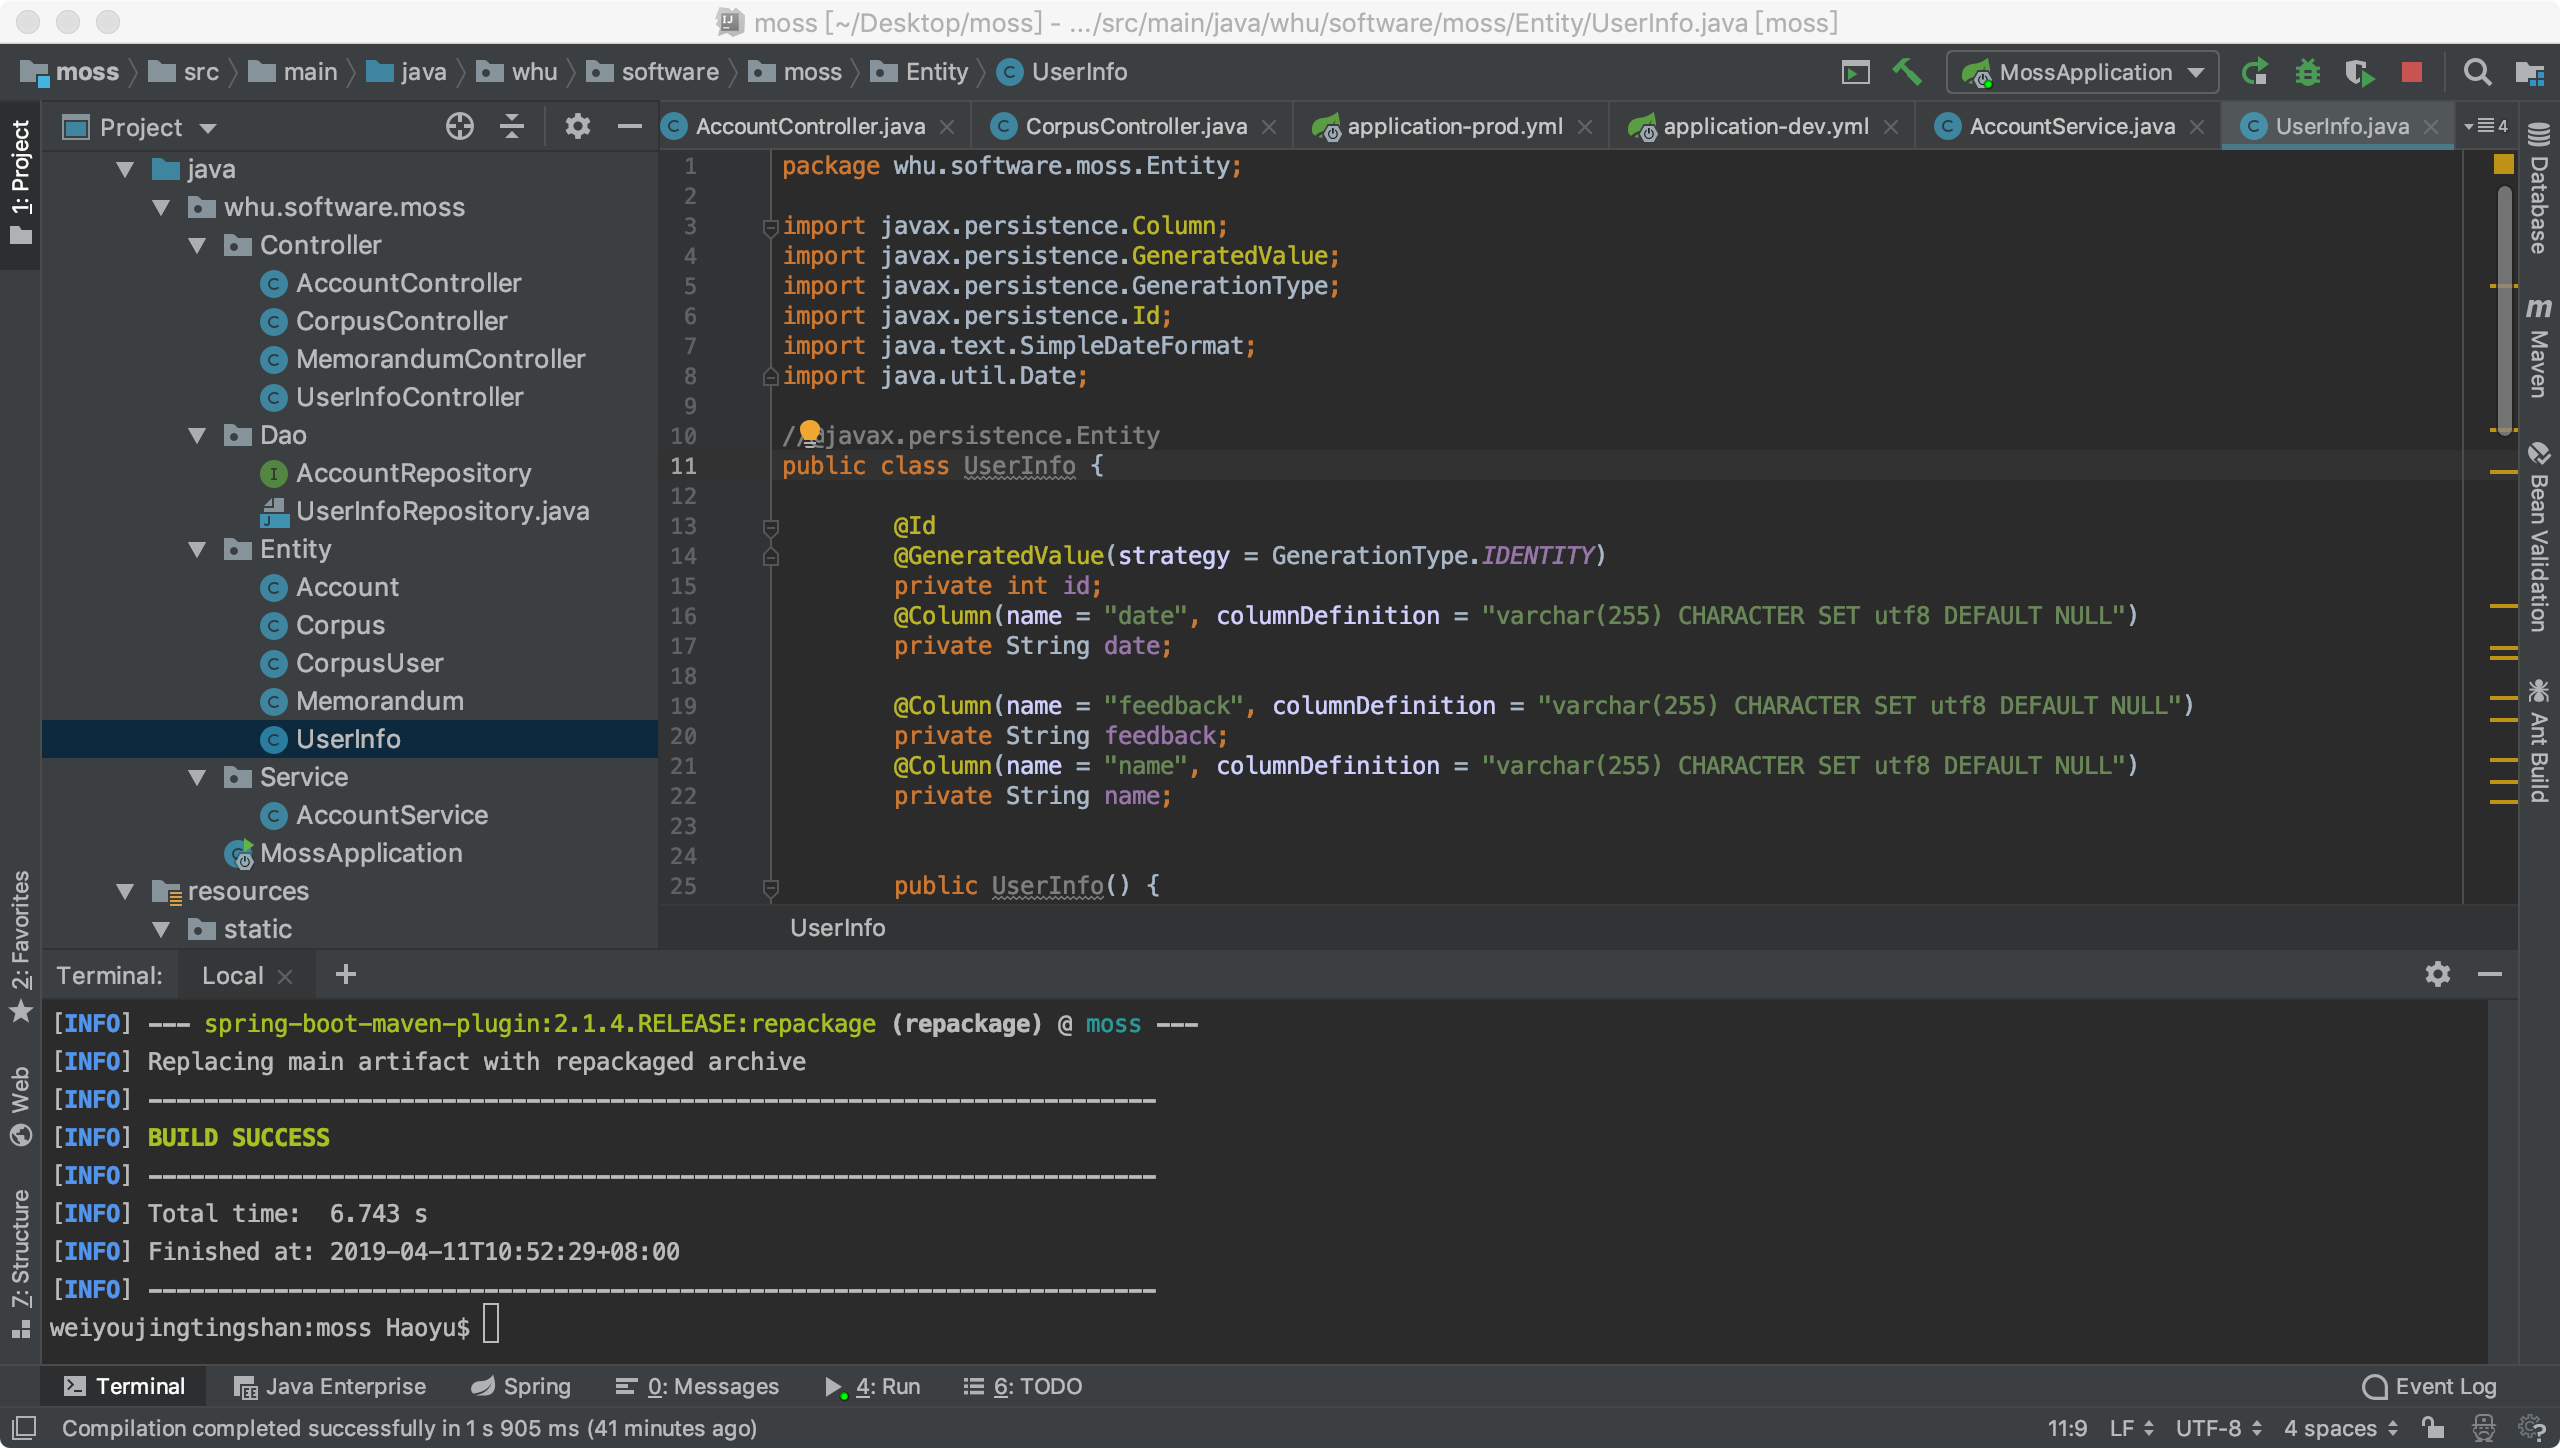 moss [~/Desktop/moss] - .../src/main/java/whu/software/moss/Entity/UserInfo.java [moss]
moss src main java whu software moss Entity UserInfo MossApplication
Project
AccountController.java CorpusController.java application-prod.yml application-dev.yml AccountService.java UserInfo.java 4
1: Project
2: Favorites
Web
Z: Structure
java
whu.software.moss
Controller
AccountController
CorpusController
MemorandumController
UserInfoController
Dao
AccountRepository
UserInfoRepository.java
Entity
Account
Corpus
CorpusUser
Memorandum
UserInfo
Service
AccountService
MossApplication
resources
static
1 package whu.software.moss.Entity;
2
3 import javax.persistence.Column;
4 import javax.persistence.GeneratedValue;
5 import javax.persistence.GenerationType;
6 import javax.persistence.Id;
7 import java.text.SimpleDateFormat;
8 import java.util.Date;
9
10 //@javax.persistence.Entity
11 public class UserInfo {
12
13 @Id
14 @GeneratedValue(strategy = GenerationType.IDENTITY)
15 private int id;
16 @Column(name = "date", columnDefinition = "varchar(255) CHARACTER SET utf8 DEFAULT NULL")
17 private String date;
18
19 @Column(name = "feedback", columnDefinition = "varchar(255) CHARACTER SET utf8 DEFAULT NULL")
20 private String feedback;
21 @Column(name = "name", columnDefinition = "varchar(255) CHARACTER SET utf8 DEFAULT NULL")
22 private String name;
23
24
25 public UserInfo() {
UserInfo
Database
Maven
Bean Validation
Ant Build
Terminal: Local
[INFO] --- spring-boot-maven-plugin:2.1.4.RELEASE:repackage (repackage) @ moss ---
[INFO] Replacing main artifact with repackaged archive
[INFO] ------------------------------------------------------------------------
[INFO] BUILD SUCCESS
[INFO] ------------------------------------------------------------------------
[INFO] Total time:  6.743 s
[INFO] Finished at: 2019-04-11T10:52:29+08:00
[INFO] ------------------------------------------------------------------------
weiyoujingtingshan:moss Haoyu$
Terminal Java Enterprise Spring 0: Messages 4: Run 6: TODO Event Log
Compilation completed successfully in 1 s 905 ms (41 minutes ago) 11:9 LF UTF-8 4 spaces